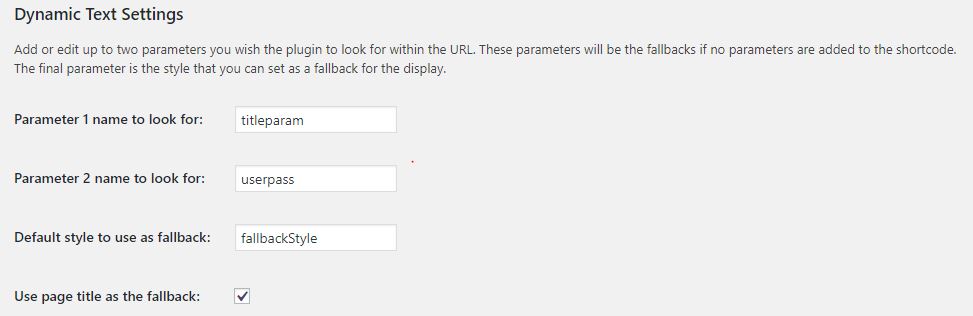 Dynamic Text Settings
Add or edit up to two parameters you wish the plugin to look for within the URL. These parameters will be the fallbacks if no parameters are added to the shortcode.
The final parameter is the style that you can set as a fallback for the display.
Parameter 1 name to look for: titleparam
Parameter 2 name to look for: userpass
Default style to use as fallback: fallbackStyle
Use page title as the fallback: